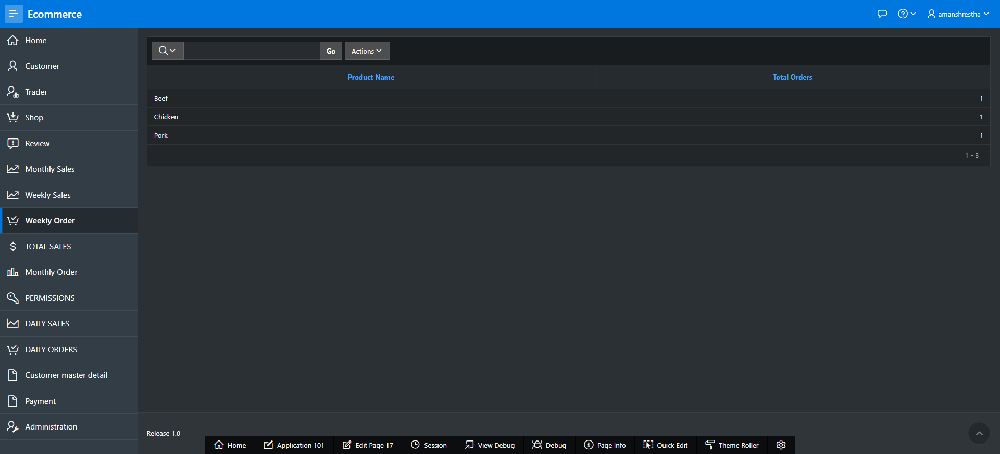 Ecommerce
amanshrestha
Home
Customer
Trader
Shop
Review
Monthly Sales
Weekly Sales
Weekly Order
TOTAL SALES
Monthly Order
PERMISSIONS
DAILY SALES
DAILY ORDERS
Customer master detail
Payment
Administration
Go Actions
Product Name Total Orders
Beef 1
Chicken 1
Pork 1
1 - 3
Release 1.0
Home Application 101 Edit Page 17 Session View Debug Debug Page Info Quick Edit Theme Roller